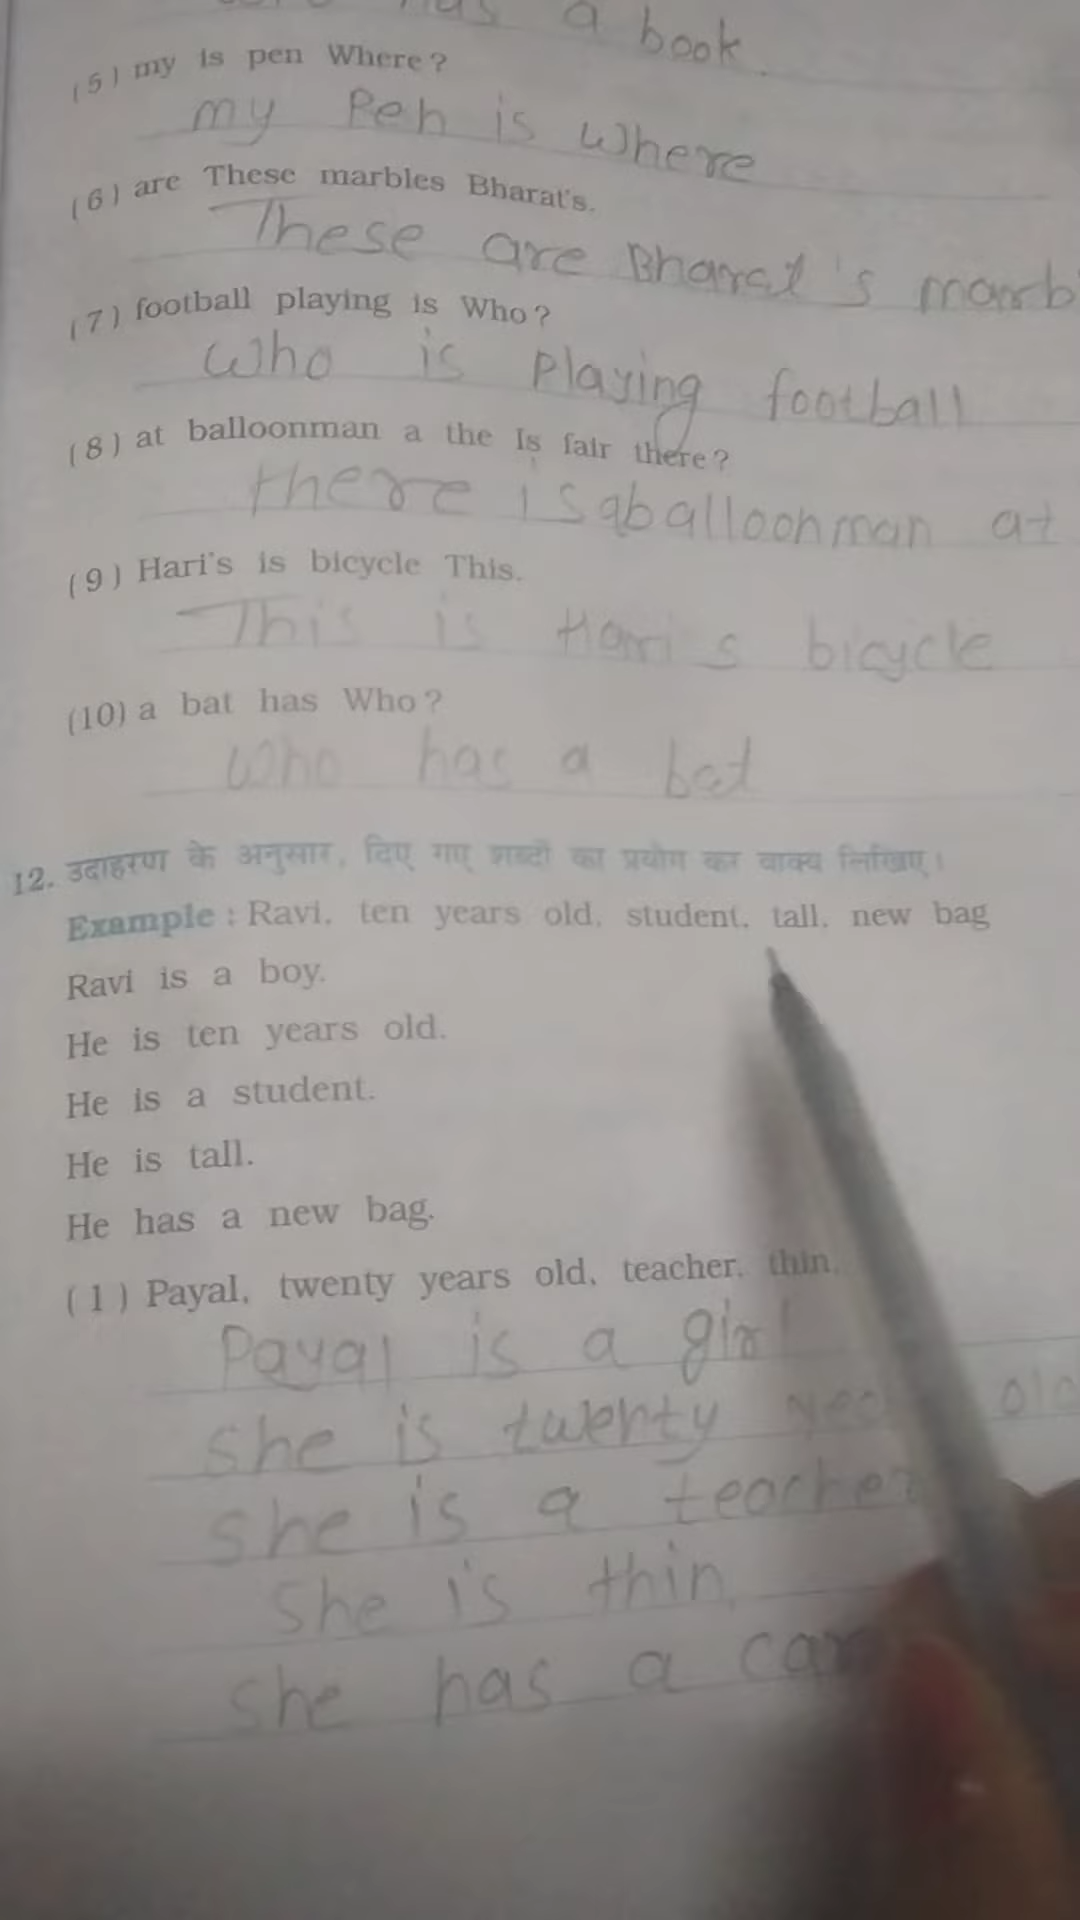 has a book.
(5) my is pen Where?
my Pen is where
(6) are These marbles Bharat's.
These are Bharat's marb
(7) football playing is Who?
Who is Playing football
(8) at balloonman a the Is fair there?
there is a balloonman at
(9) Hari's is bicycle This.
This is Hari's bicycle
(10) a bat has Who?
Who has a bat
12. उदाहरण के अनुसार, दिए गए शब्दों का प्रयोग कर वाक्य लिखिए।
Example : Ravi, ten years old, student, tall, new bag
Ravi is a boy.
He is ten years old.
He is a student.
He is tall.
He has a new bag.
(1) Payal, twenty years old, teacher, thin,
Payal is a girl
she is twenty old
she is a teacher
She is thin.
she has a car